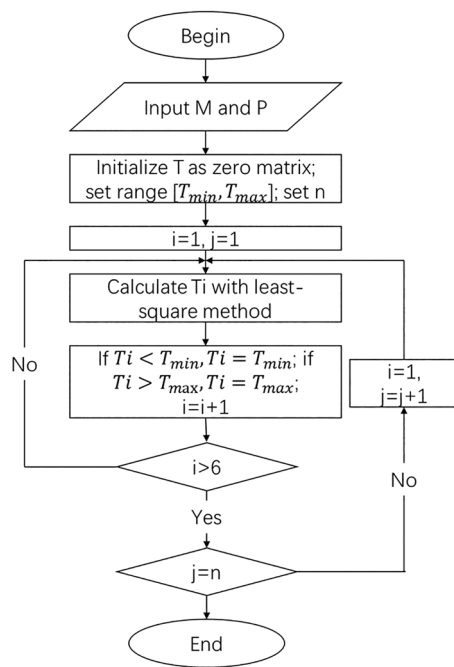 Begin
Input M and P
Initialize T as zero matrix;
set range [T_min, T_max]; set n
i=1, j=1
Calculate Ti with least-
square method
No
If Ti < T_min, Ti = T_min; if
Ti > T_max, Ti = T_max;
i=i+1
i=1,
j=j+1
i>6
No
Yes
j=n
End